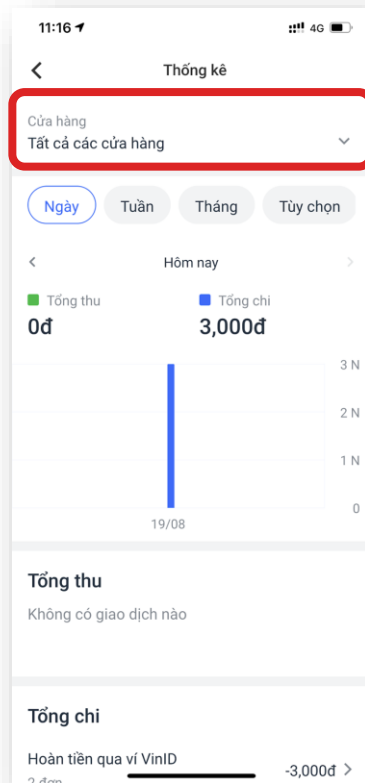 11:16 4G
Thống kê
Cửa hàng
Tất cả các cửa hàng
Ngày Tuần Tháng Tùy chọn
Hôm nay
Tổng thu Tổng chi
0đ 3,000đ
3 N
2 N
1 N
0
19/08
Tổng thu
Không có giao dịch nào
Tổng chi
Hoàn tiền qua ví VinID
-3,000đ
2 đơn